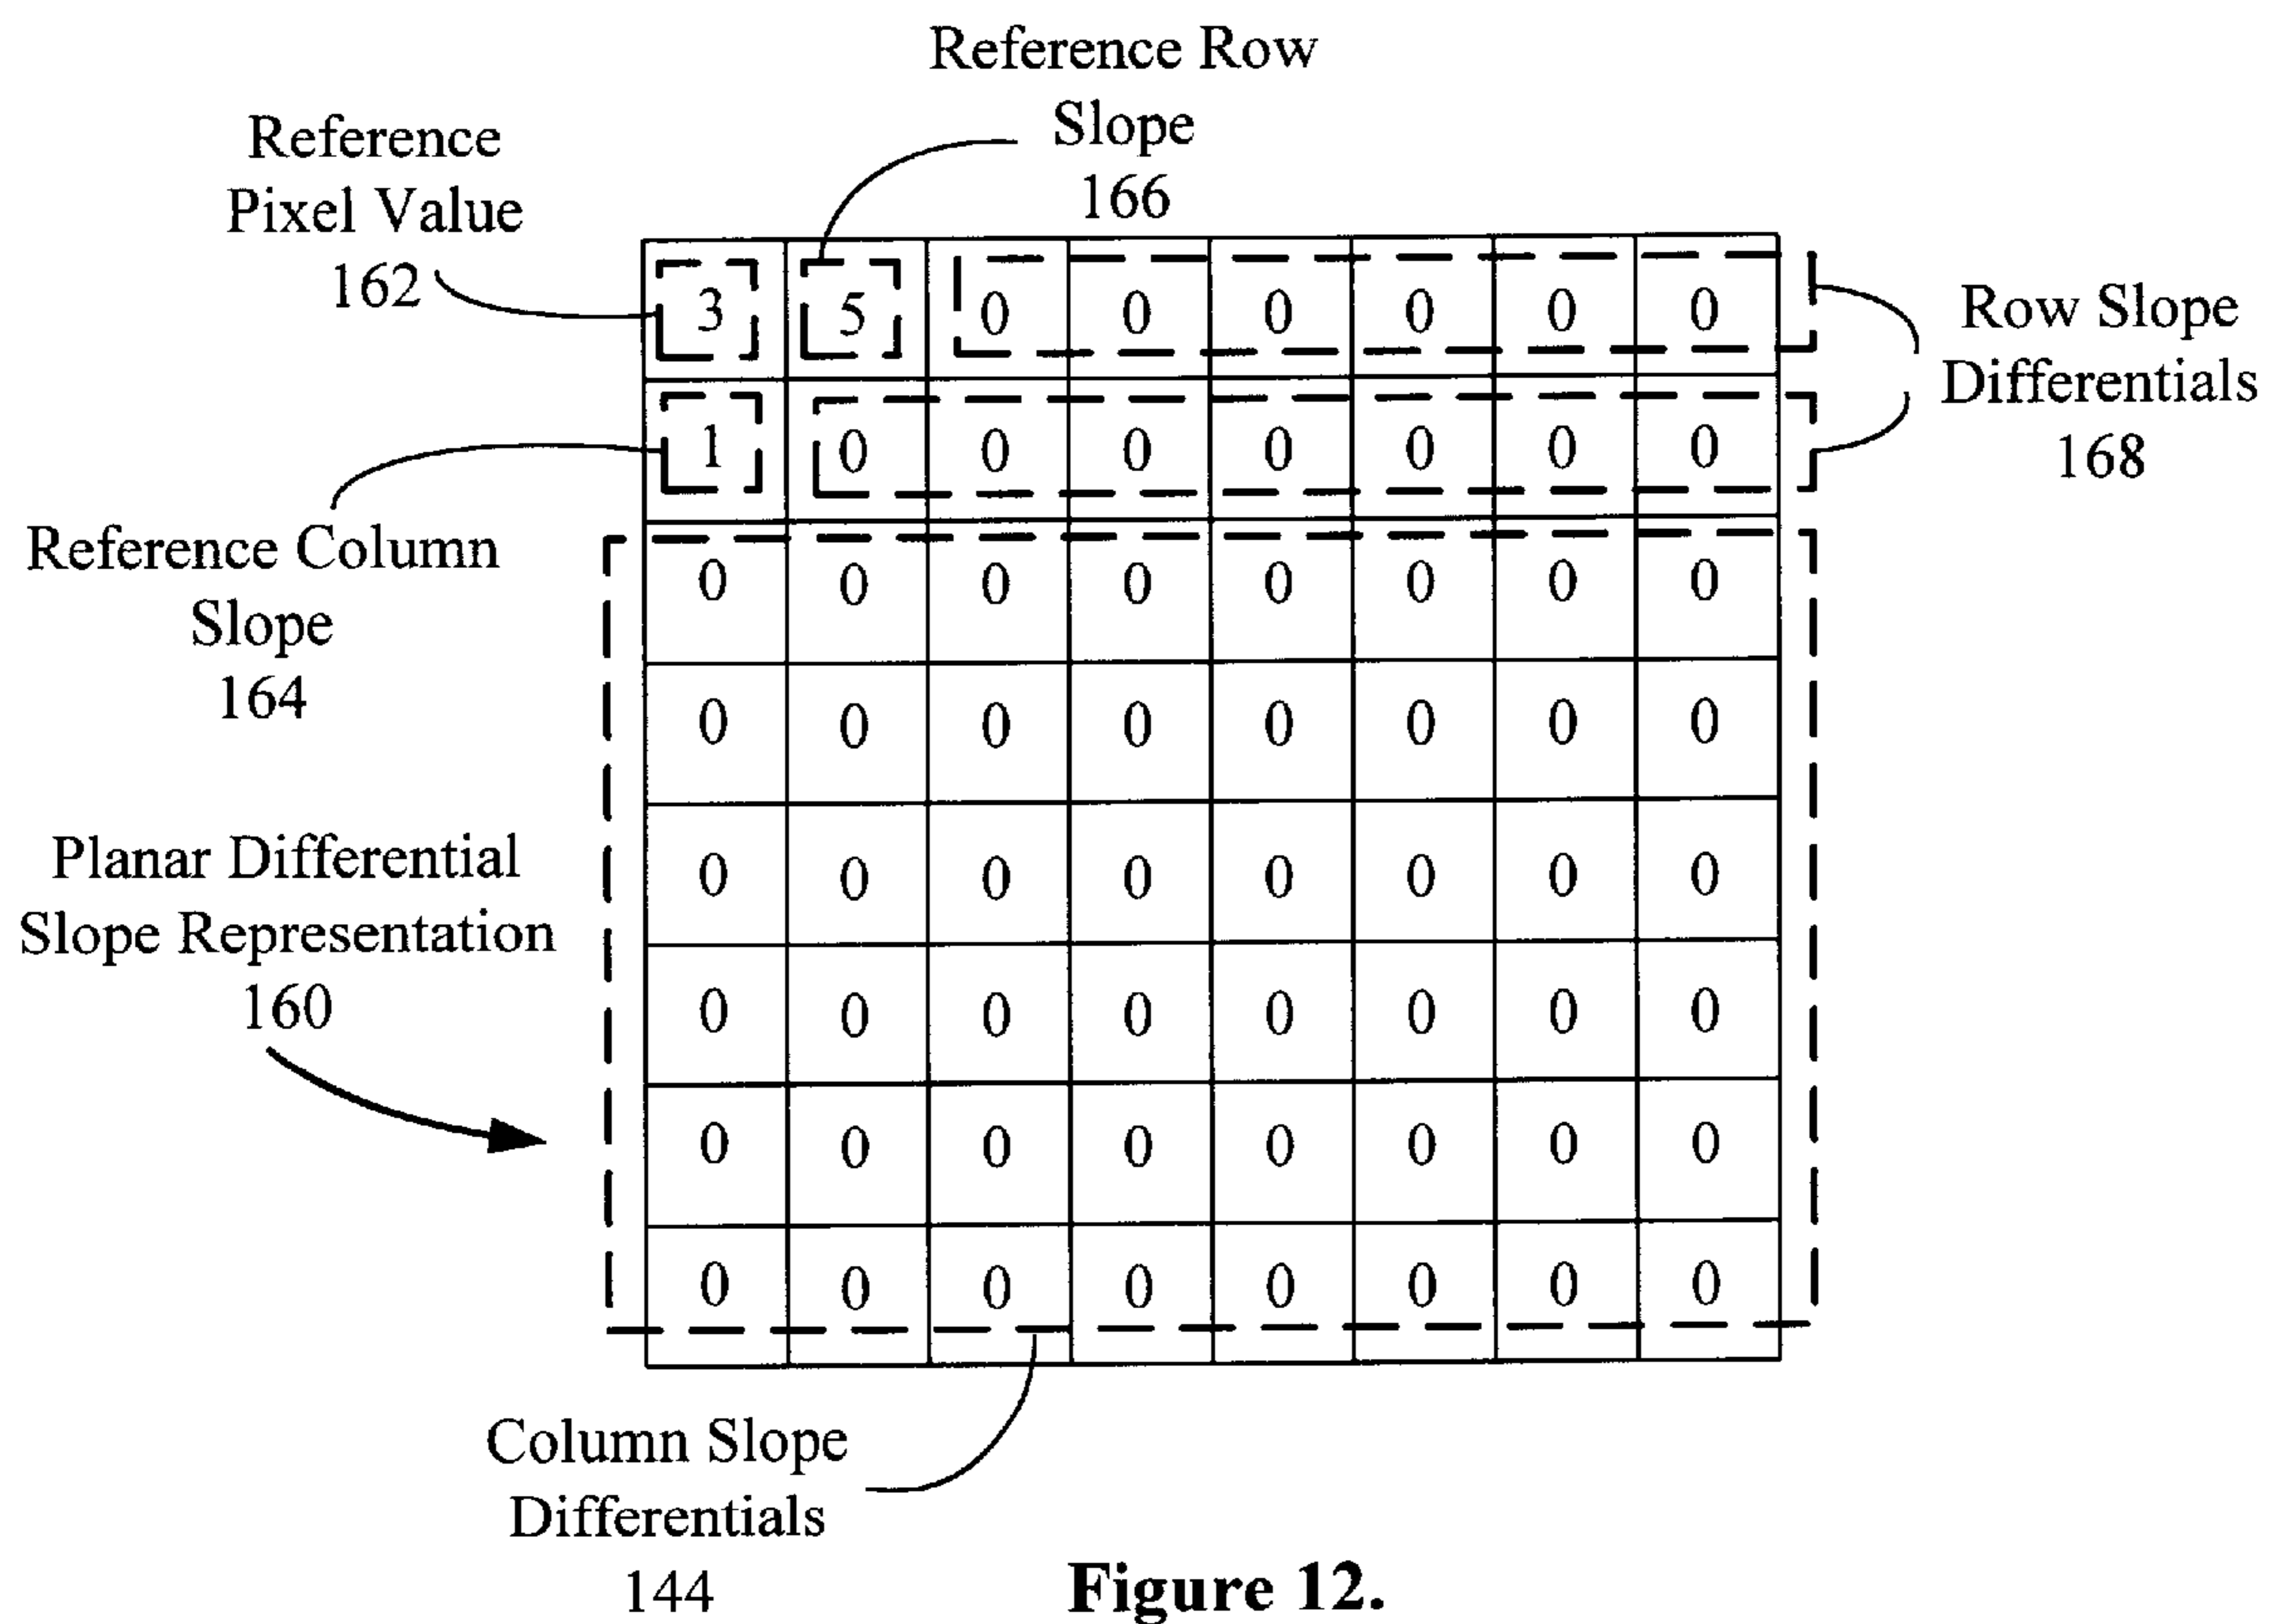 Reference Row
Slope
166
Reference
Pixel Value
162
3 5 0 0 0 0 0 0
Row Slope
Differentials
168
1 0 0 0 0 0 0 0
Reference Column
Slope
164
0 0 0 0 0 0 0 0
0 0 0 0 0 0 0 0
Planar Differential
Slope Representation
160
0 0 0 0 0 0 0 0
0 0 0 0 0 0 0 0
0 0 0 0 0 0 0 0
0 0 0 0 0 0 0 0
Column Slope
Differentials
144
Figure 12.